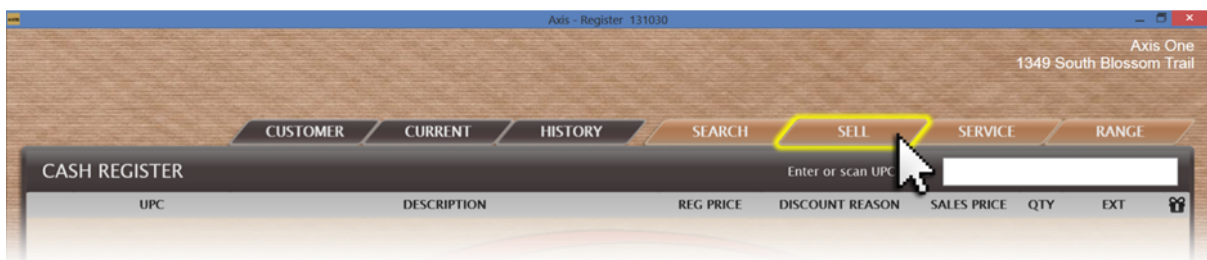 AXIS
Axis - Register 131030
Axis One
1349 South Blossom Trail
CUSTOMER CURRENT HISTORY SEARCH SELL SERVICE RANGE
CASH REGISTER Enter or scan UPC
UPC DESCRIPTION REG PRICE DISCOUNT REASON SALES PRICE QTY EXT